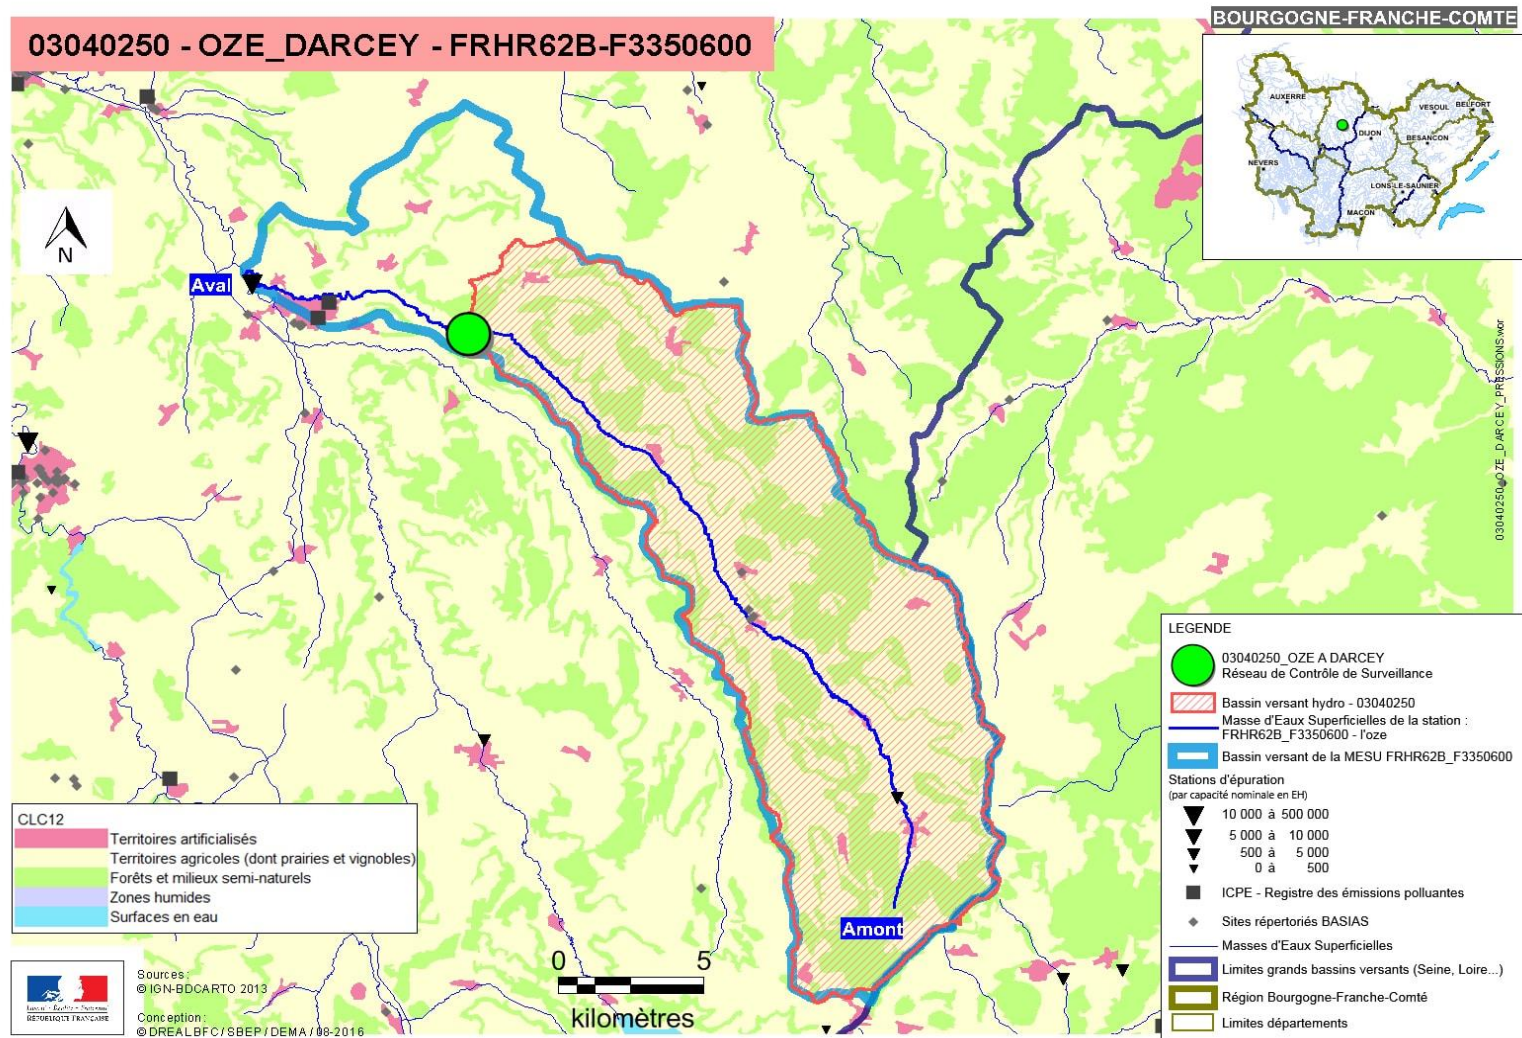 BOURGOGNE-FRANCHE-COMTE
03040250 - OZE_DARCEY - FRHR62B-F3350600
AUXERRE
VESOUL
BELFORT
DIJON
BESANCON
NEVERS
LONS-LE-SAUNIER
MACON
N
Aval
Amont
03040250_OZE_DARCEY_PRESSIONS.wor
LEGENDE
03040250_OZE A DARCEY
Réseau de Contrôle de Surveillance
Bassin versant hydro - 03040250
Masse d'Eaux Superficielles de la station :
FRHR62B_F3350600 - l'oze
Bassin versant de la MESU FRHR62B_F3350600
Stations d'épuration
(par capacité nominale en EH)
10 000 à 500 000
5 000 à 10 000
500 à 5 000
0 à 500
ICPE - Registre des émissions polluantes
Sites répertoriés BASIAS
Masses d'Eaux Superficielles
Limites grands bassins versants (Seine, Loire...)
Région Bourgogne-Franche-Comté
Limites départements
CLC12
Territoires artificialisés
Territoires agricoles (dont prairies et vignobles)
Forêts et milieux semi-naturels
Zones humides
Surfaces en eau
0 5
kilomètres
Liberté • Égalité • Fraternité
RÉPUBLIQUE FRANÇAISE
Sources :
© IGN-BDCARTO 2013
Conception :
© DREALBFC / SBEP / DEMA / 08-2016